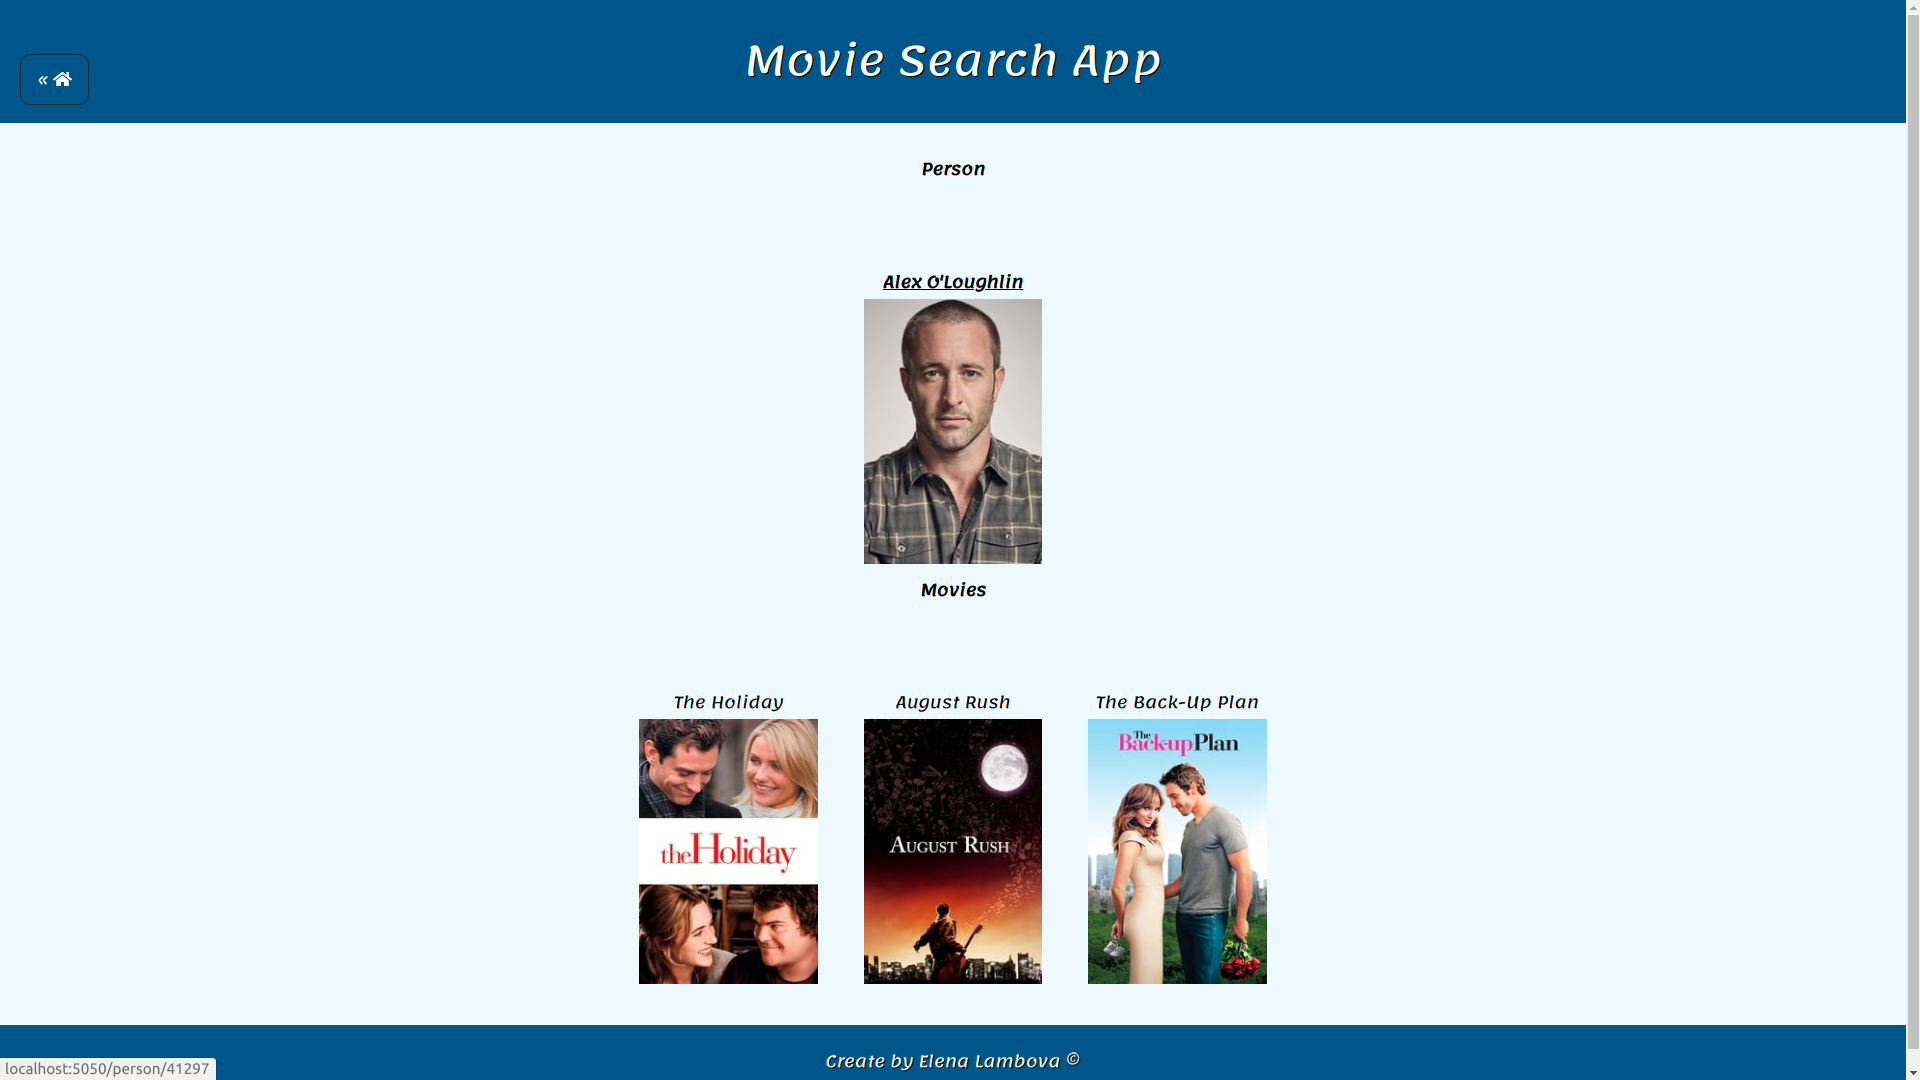 Movie Search App
«
Person
Alex O'Loughlin
Movies
The Holiday
August Rush
The Back-Up Plan
the Holiday
AUGUST RUSH
The
Back-up Plan
Create by Elena Lambova ©
localhost:5050/person/41297